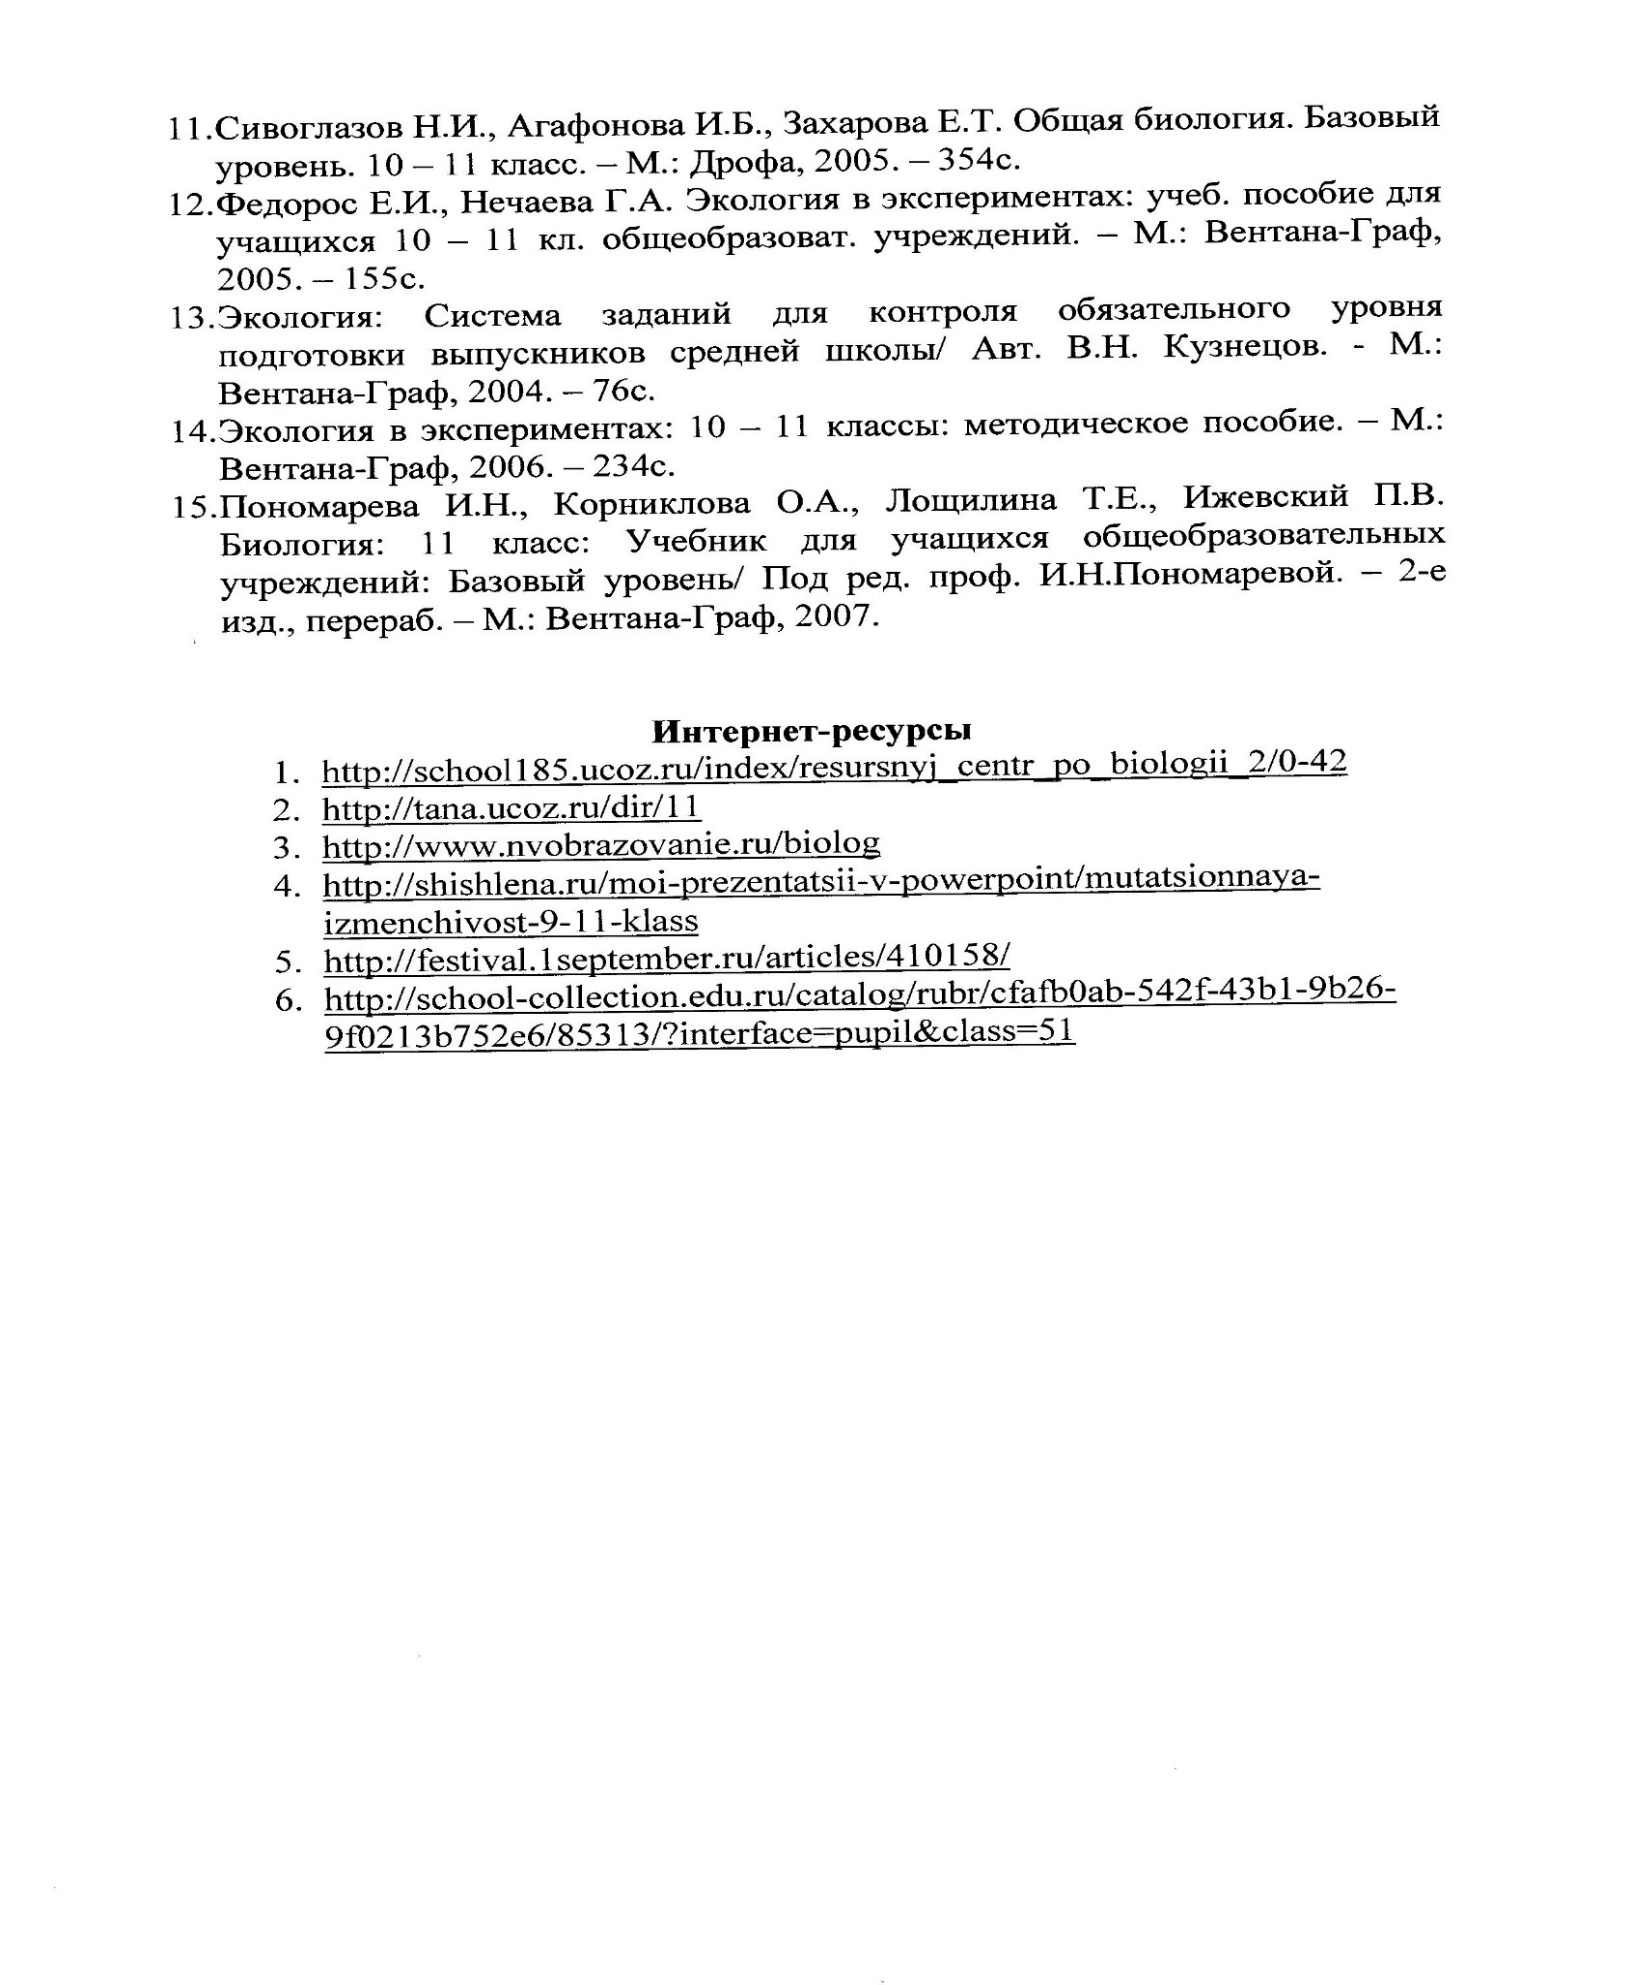 11.Сивоглазов Н.И., Агафонова И.Б., Захарова Е.Т. Общая биология. Базовый
уровень. 10 – 11 класс. – М.: Дрофа, 2005. – 354с.
12.Федорос Е.И., Нечаева Г.А. Экология в экспериментах: учеб. пособие для
учащихся 10 – 11 кл. общеобразоват. учреждений. – М.: Вентана-Граф,
2005. – 155с.
13.Экология: Система заданий для контроля обязательного уровня
подготовки выпускников средней школы/ Авт. В.Н. Кузнецов. - М.:
Вентана-Граф, 2004. – 76с.
14.Экология в экспериментах: 10 – 11 классы: методическое пособие. – М.:
Вентана-Граф, 2006. – 234с.
15.Пономарева И.Н., Корниклова О.А., Лощилина Т.Е., Ижевский П.В.
Биология: 11 класс: Учебник для учащихся общеобразовательных
учреждений: Базовый уровень/ Под ред. проф. И.Н.Пономаревой. – 2-е
изд., перераб. – М.: Вентана-Граф, 2007.
Интернет-ресурсы
1. http://school185.ucoz.ru/index/resursnyj_centr_po_biologii_2/0-42
2. http://tana.ucoz.ru/dir/11
3. http://www.nvobrazovanie.ru/biolog
4. http://shishlena.ru/moi-prezentatsii-v-powerpoint/mutatsionnaya-
izmenchivost-9-11-klass
5. http://festival.1september.ru/articles/410158/
6. http://school-collection.edu.ru/catalog/rubr/cfafb0ab-542f-43b1-9b26-
9f0213b752e6/85313/?interface=pupil&class=51